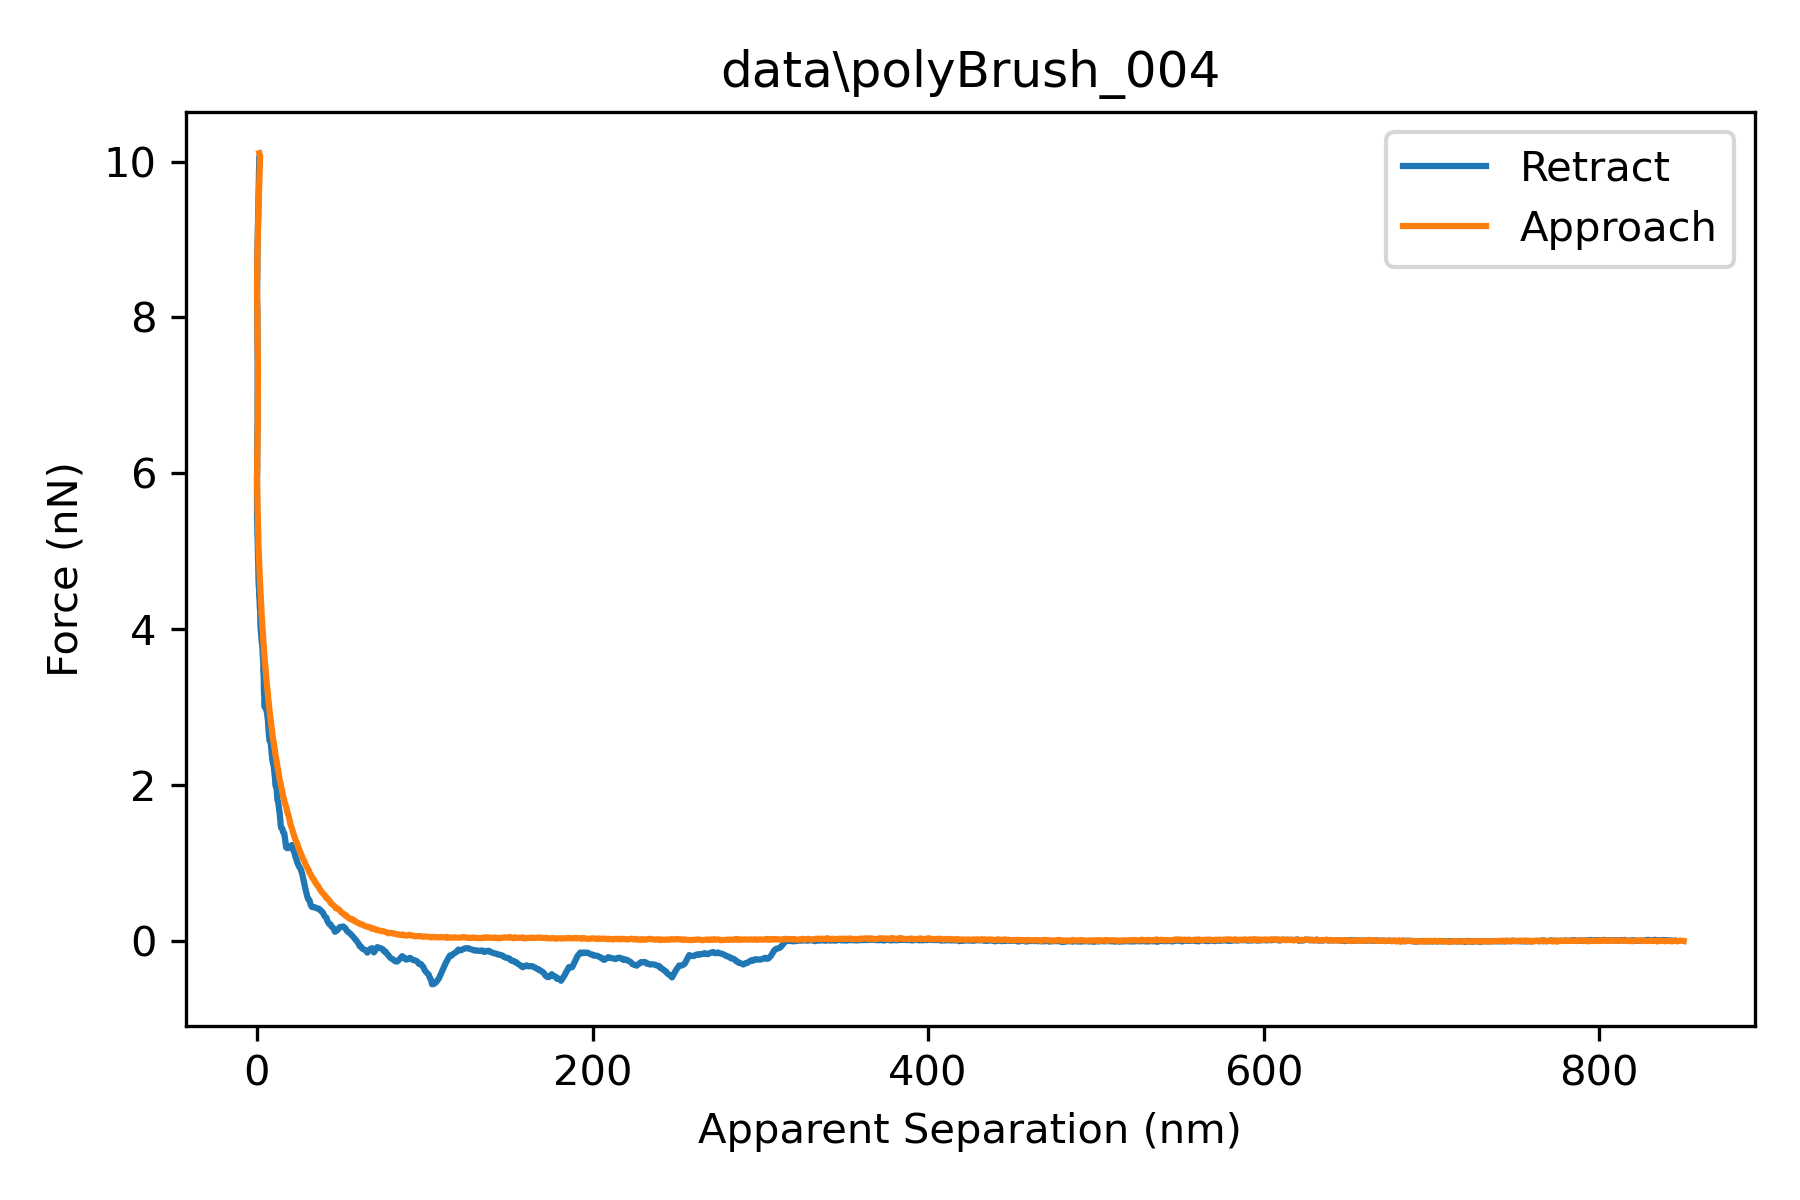 data\polyBrush_004
Retract
Approach
10
8
6
4
2
0
Force (nN)
0 200 400 600 800
Apparent Separation (nm)